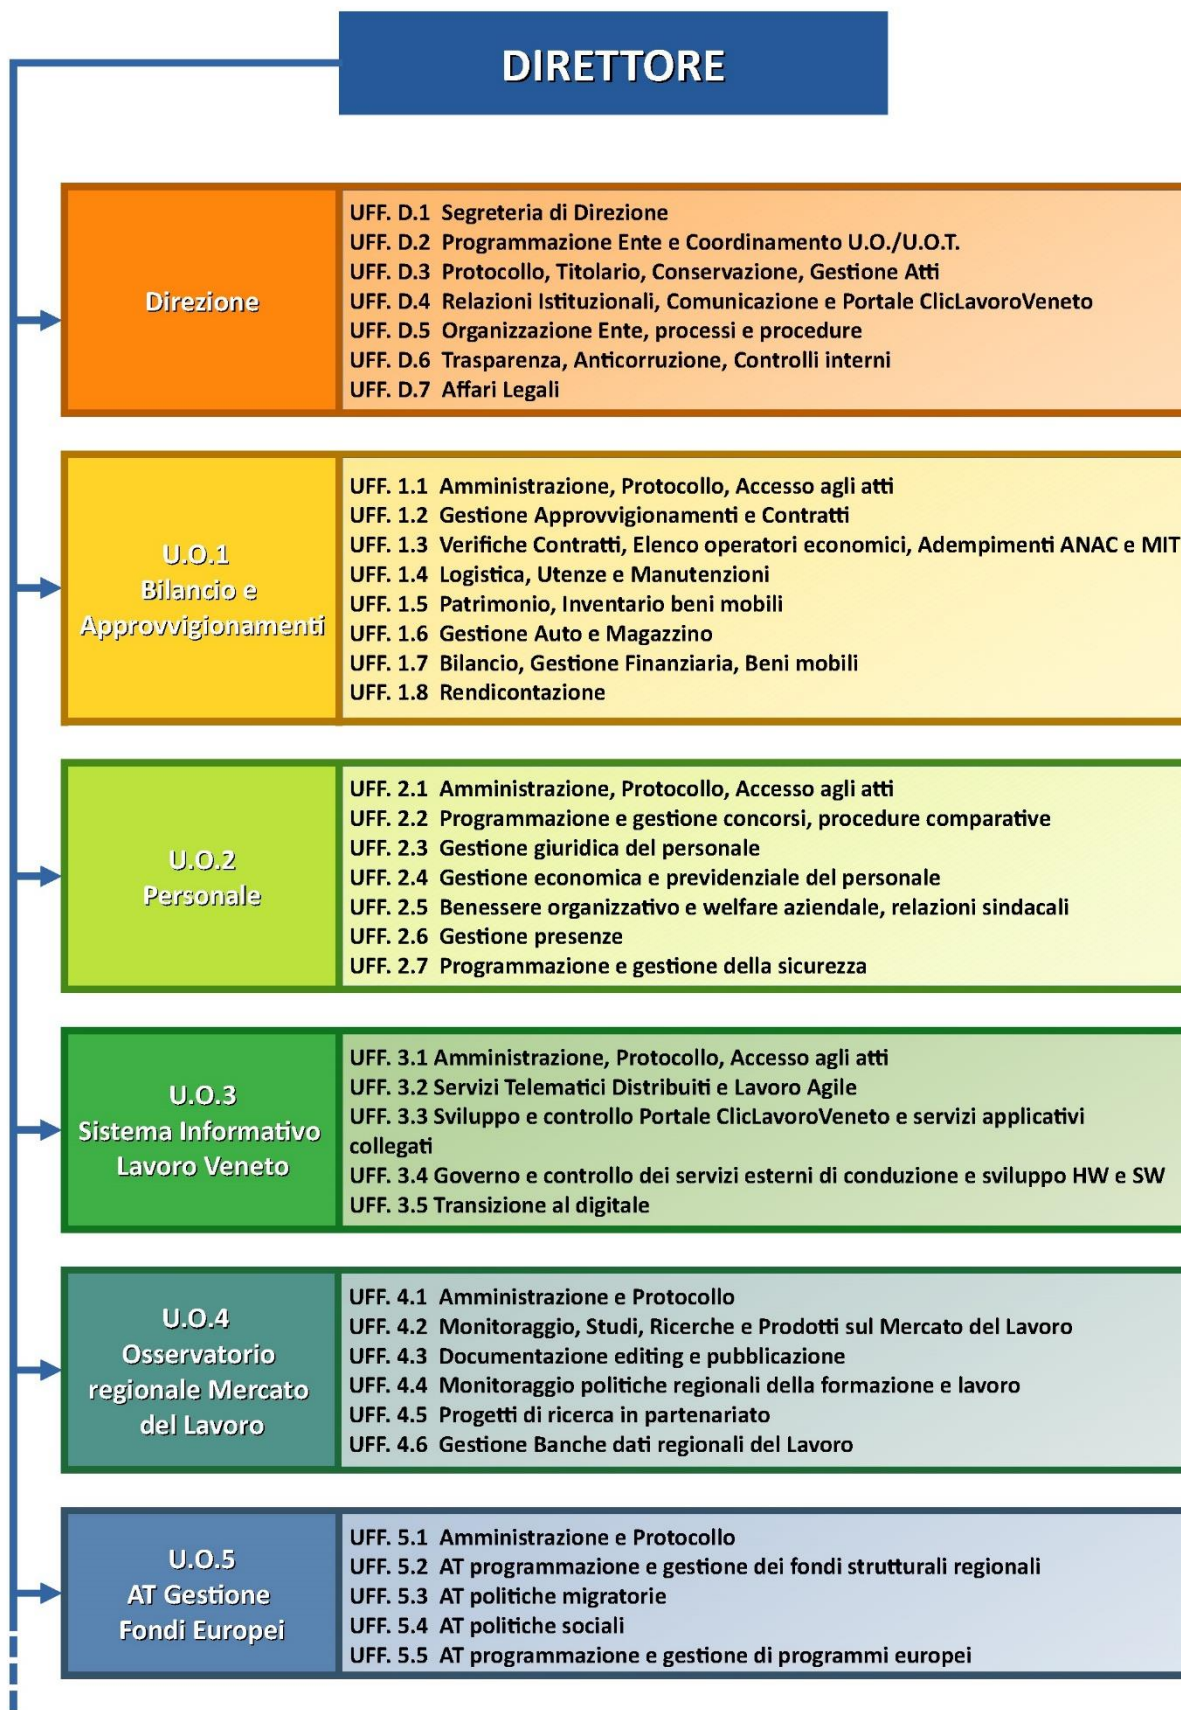 DIRETTORE
Direzione
UFF. D.1 Segreteria di Direzione
UFF. D.2 Programmazione Ente e Coordinamento U.O./U.O.T.
UFF. D.3 Protocollo, Titolario, Conservazione, Gestione Atti
UFF. D.4 Relazioni Istituzionali, Comunicazione e Portale ClicLavoroVeneto
UFF. D.5 Organizzazione Ente, processi e procedure
UFF. D.6 Trasparenza, Anticorruzione, Controlli interni
UFF. D.7 Affari Legali
U.O.1
Bilancio e
Approvvigionamenti
UFF. 1.1 Amministrazione, Protocollo, Accesso agli atti
UFF. 1.2 Gestione Approvvigionamenti e Contratti
UFF. 1.3 Verifiche Contratti, Elenco operatori economici, Adempimenti ANAC e MIT
UFF. 1.4 Logistica, Utenze e Manutenzioni
UFF. 1.5 Patrimonio, Inventario beni mobili
UFF. 1.6 Gestione Auto e Magazzino
UFF. 1.7 Bilancio, Gestione Finanziaria, Beni mobili
UFF. 1.8 Rendicontazione
U.O.2
Personale
UFF. 2.1 Amministrazione, Protocollo, Accesso agli atti
UFF. 2.2 Programmazione e gestione concorsi, procedure comparative
UFF. 2.3 Gestione giuridica del personale
UFF. 2.4 Gestione economica e previdenziale del personale
UFF. 2.5 Benessere organizzativo e welfare aziendale, relazioni sindacali
UFF. 2.6 Gestione presenze
UFF. 2.7 Programmazione e gestione della sicurezza
U.O.3
Sistema Informativo
Lavoro Veneto
UFF. 3.1 Amministrazione, Protocollo, Accesso agli atti
UFF. 3.2 Servizi Telematici Distribuiti e Lavoro Agile
UFF. 3.3 Sviluppo e controllo Portale ClicLavoroVeneto e servizi applicativi
collegati
UFF. 3.4 Governo e controllo dei servizi esterni di conduzione e sviluppo HW e SW
UFF. 3.5 Transizione al digitale
U.O.4
Osservatorio
regionale Mercato
del Lavoro
UFF. 4.1 Amministrazione e Protocollo
UFF. 4.2 Monitoraggio, Studi, Ricerche e Prodotti sul Mercato del Lavoro
UFF. 4.3 Documentazione editing e pubblicazione
UFF. 4.4 Monitoraggio politiche regionali della formazione e lavoro
UFF. 4.5 Progetti di ricerca in partenariato
UFF. 4.6 Gestione Banche dati regionali del Lavoro
U.O.5
AT Gestione
Fondi Europei
UFF. 5.1 Amministrazione e Protocollo
UFF. 5.2 AT programmazione e gestione dei fondi strutturali regionali
UFF. 5.3 AT politiche migratorie
UFF. 5.4 AT politiche sociali
UFF. 5.5 AT programmazione e gestione di programmi europei